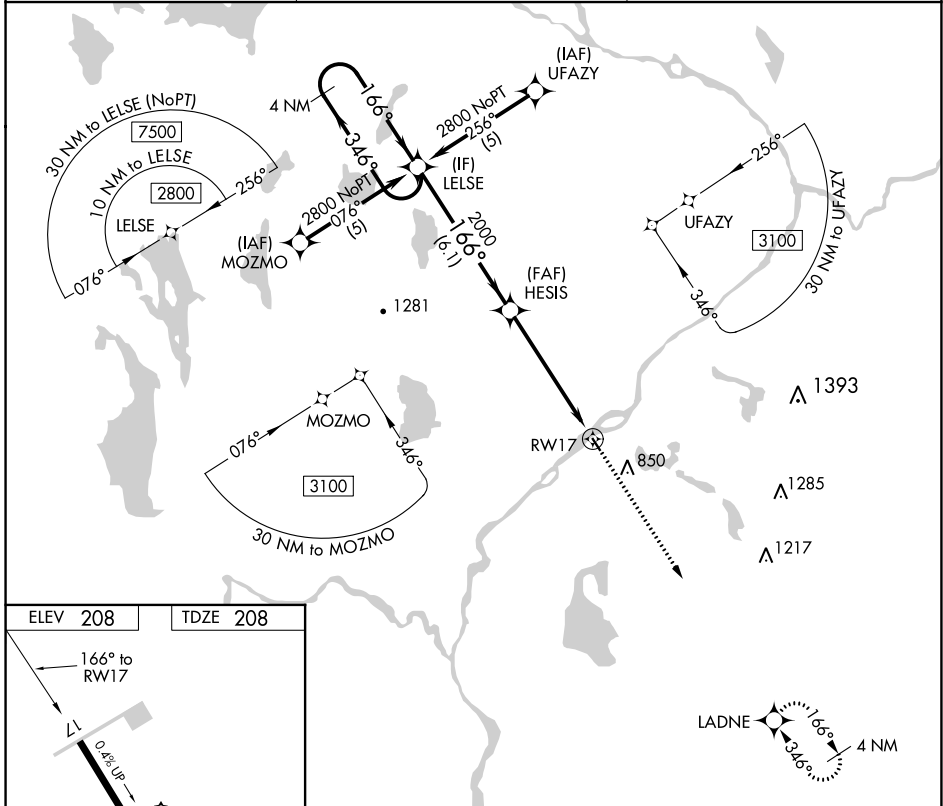 (IAF)
UFAZY
4 NM
166°
346°
2800 NoPT
256°
(5)
(IF)
LELSE
30 NM to LELSE (NoPT)
7500
10 NM to LELSE
2800
256°
LELSE
076°
2800 NoPT
076°
(5)
(IAF)
MOZMO
2000
166°
(6.1)
(FAF)
HESIS
256°
UFAZY
3100
346°
30 NM to UFAZY
1281
MOZMO
076°
346°
3100
30 NM to MOZMO
1393
RW17
850
1285
1217
ELEV 208
TDZE 208
166° to
RW17
17
0.4% UP
LADNE
166°
346°
4 NM